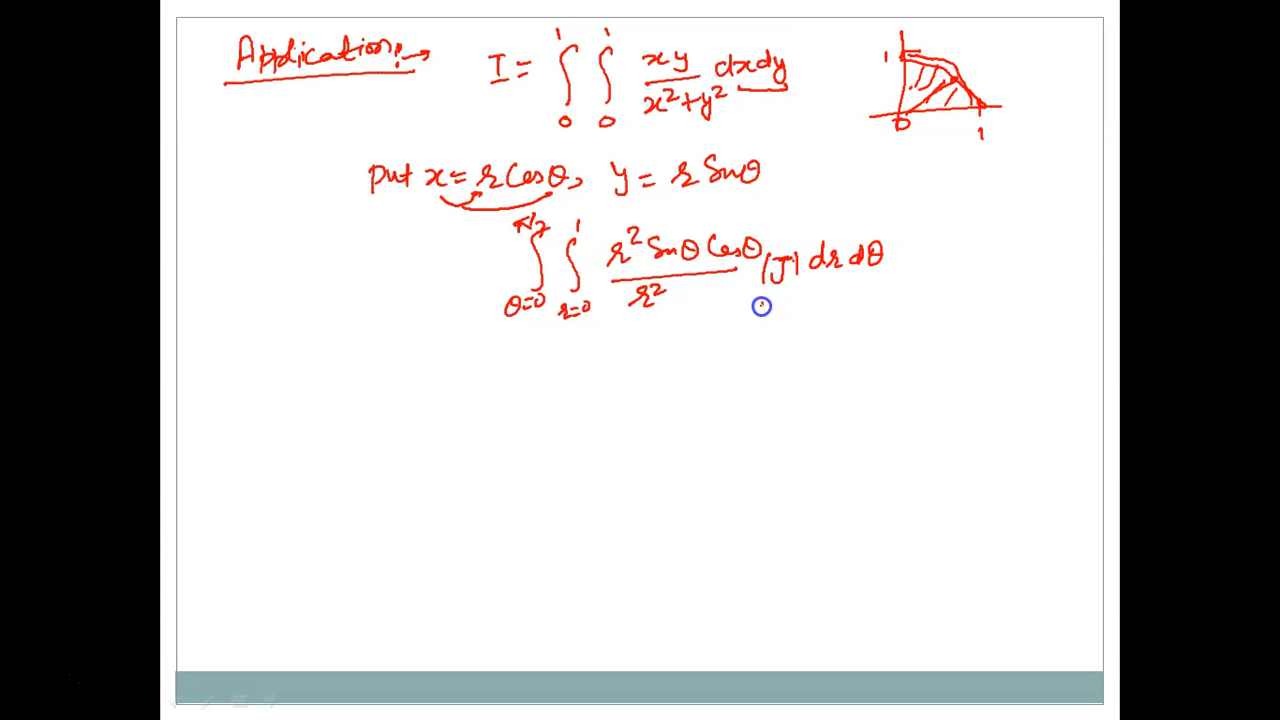 Application:→ I = ∫₀¹ ∫₀¹ xy/(x²+y²) dxdy
1
0 1
Put x = r Cosθ, y = r Sinθ
∫_{θ=0}^{π/2} ∫_{r=0}^{1} r² Sinθ Cosθ / r² |J| dr dθ